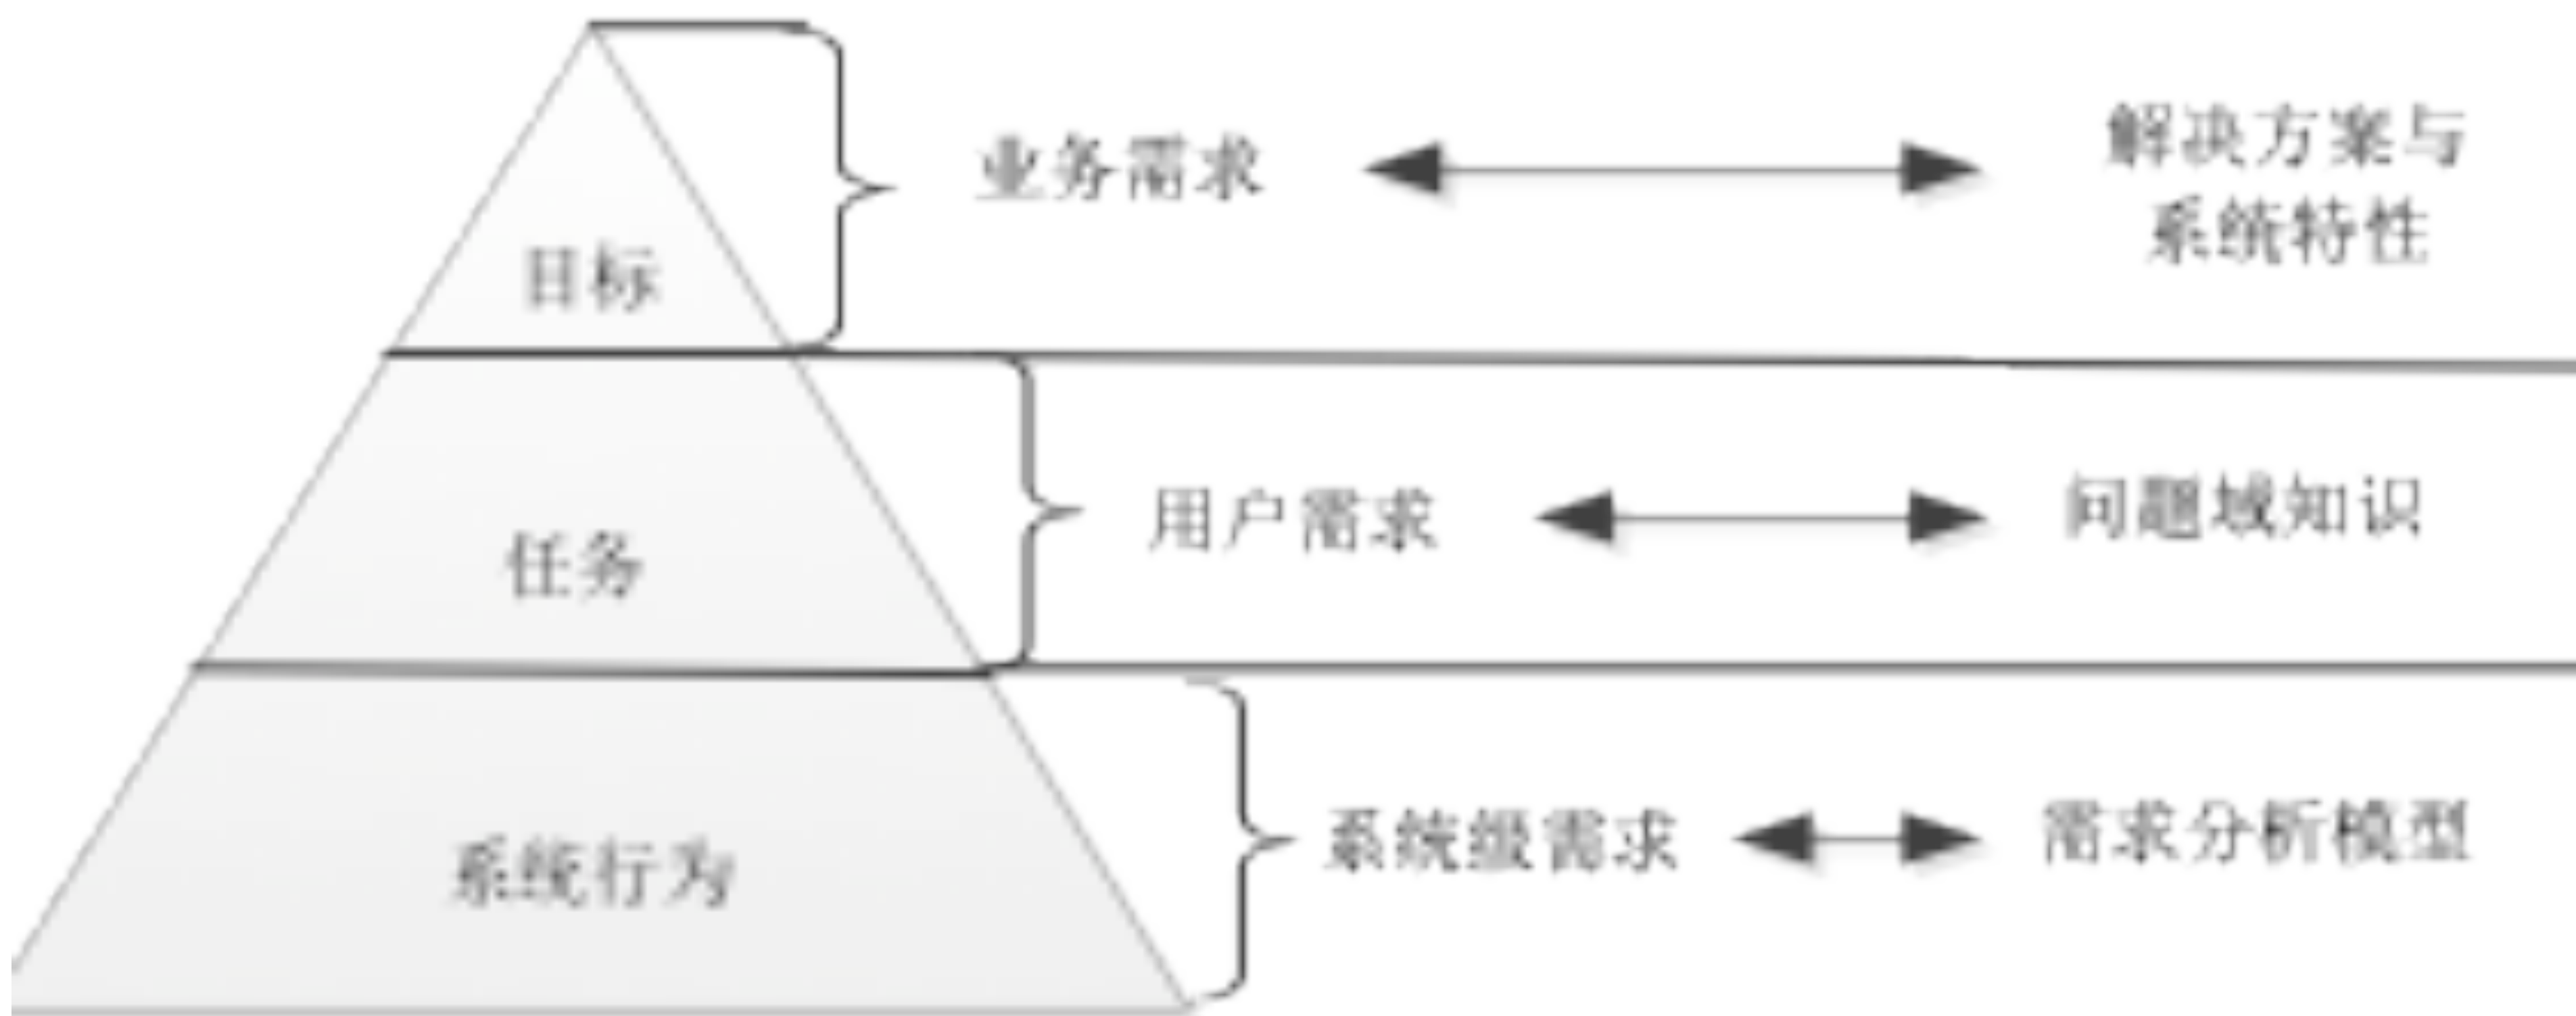 业务需求
解决方案与
系统特性
目标
用户需求
问题域知识
任务
系统级需求
需求分析模型
系统行为